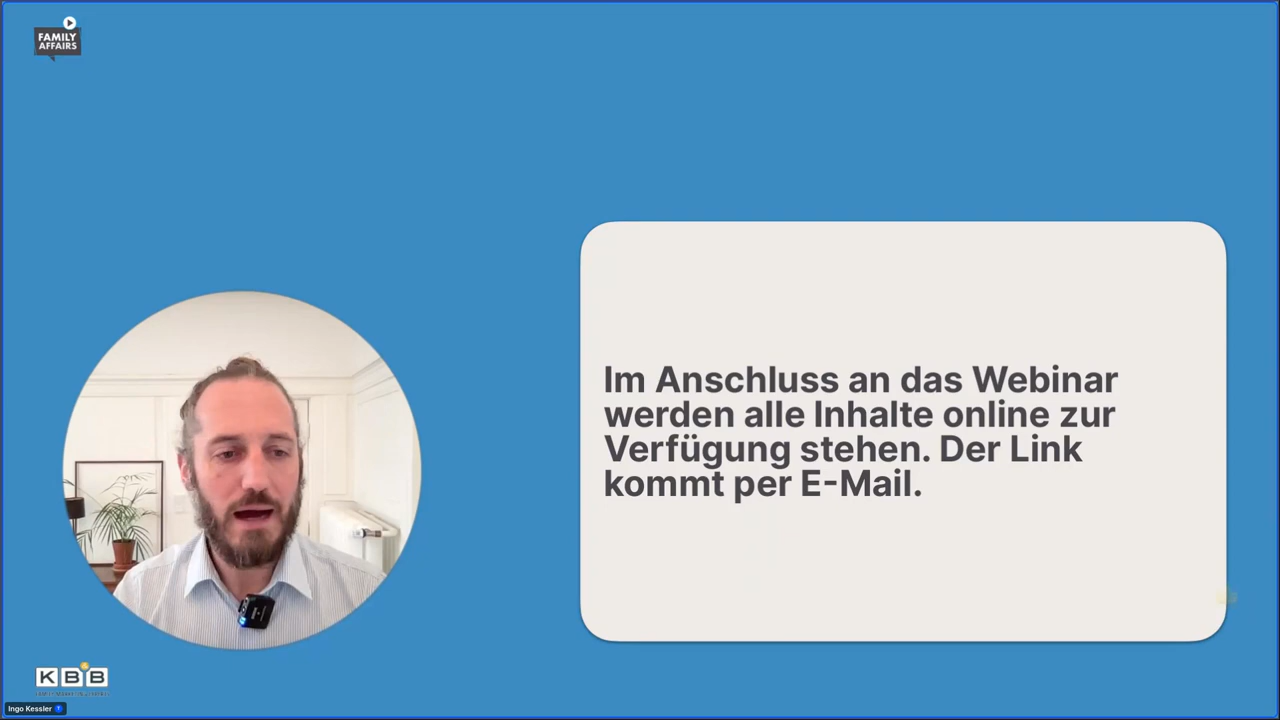 FAMILY
AFFAIRS
Im Anschluss an das Webinar
werden alle Inhalte online zur
Verfügung stehen. Der Link
kommt per E-Mail.
KBB
Ingo Kessler